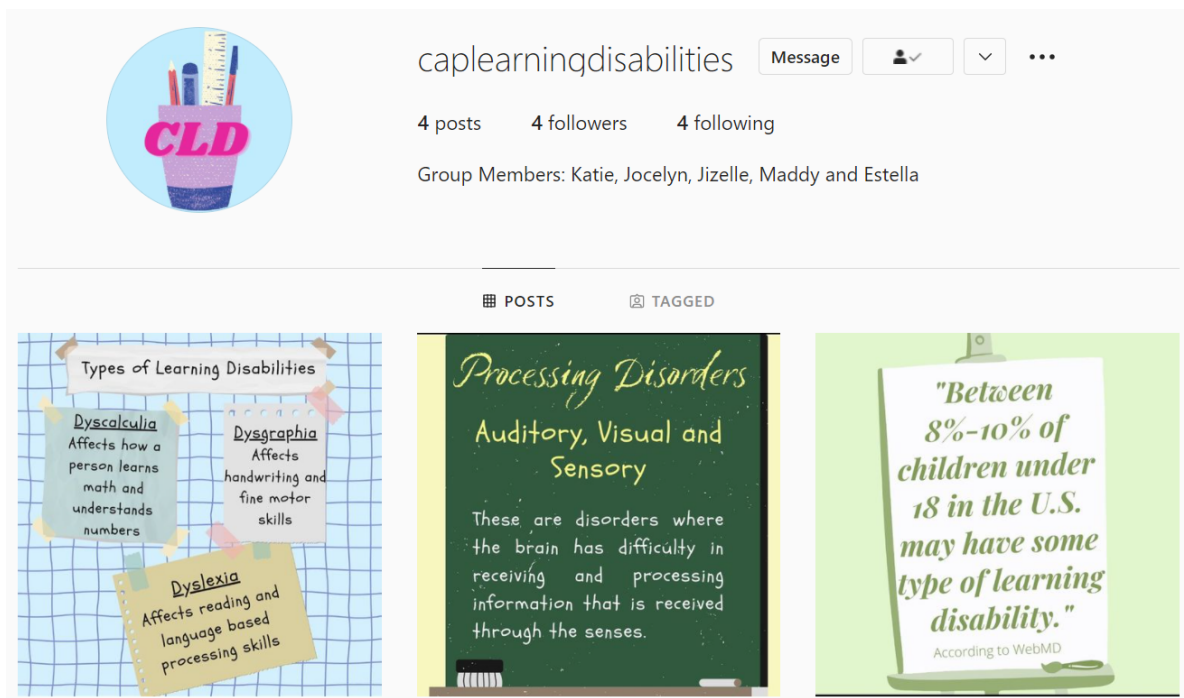 CLD
caplearningdisabilities
Message
4 posts 4 followers 4 following
Group Members: Katie, Jocelyn, Jizelle, Maddy and Estella
POSTS TAGGED
Types of Learning Disabilities
Dyscalculia
Affects how a
person learns
math and
understands
numbers
Dysgraphia
Affects
handwriting and
fine motor
skills
Dyslexia
Affects reading and
language based
processing skills
Processing Disorders
Auditory, Visual and
Sensory
These are disorders where
the brain has difficulty in
receiving and processing
information that is received
through the senses.
"Between
8%-10% of
children under
18 in the U.S.
may have some
type of learning
disability."
According to WebMD